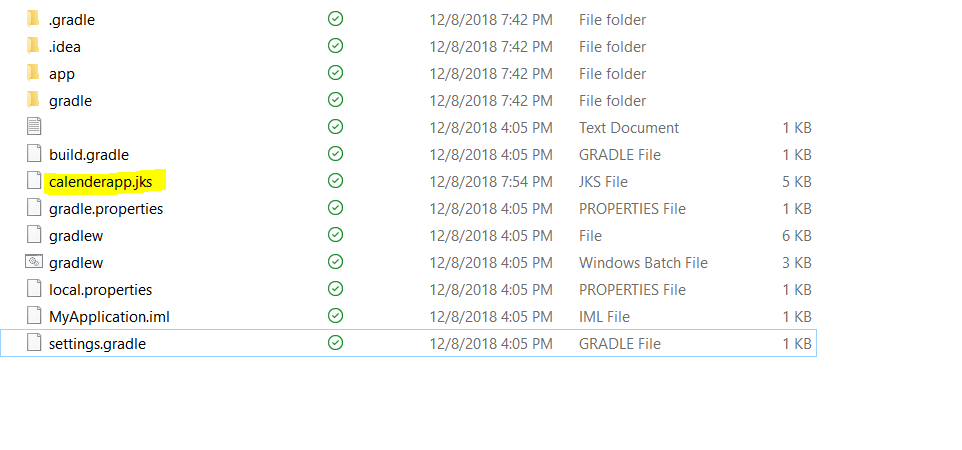 .gradle 12/8/2018 7:42 PM File folder
.idea 12/8/2018 7:42 PM File folder
app 12/8/2018 7:42 PM File folder
gradle 12/8/2018 7:42 PM File folder
12/8/2018 4:05 PM Text Document 1 KB
build.gradle 12/8/2018 4:05 PM GRADLE File 1 KB
calenderapp.jks 12/8/2018 7:54 PM JKS File 5 KB
gradle.properties 12/8/2018 4:05 PM PROPERTIES File 1 KB
gradlew 12/8/2018 4:05 PM File 6 KB
gradlew 12/8/2018 4:05 PM Windows Batch File 3 KB
local.properties 12/8/2018 4:05 PM PROPERTIES File 1 KB
MyApplication.iml 12/8/2018 4:05 PM IML File 1 KB
settings.gradle 12/8/2018 4:05 PM GRADLE File 1 KB